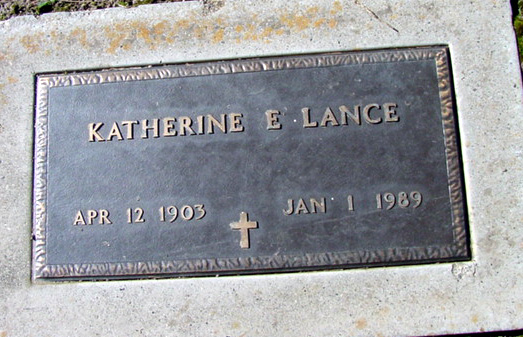 KATHERINE E LANCE
APR 12 1903 JAN 1 1989